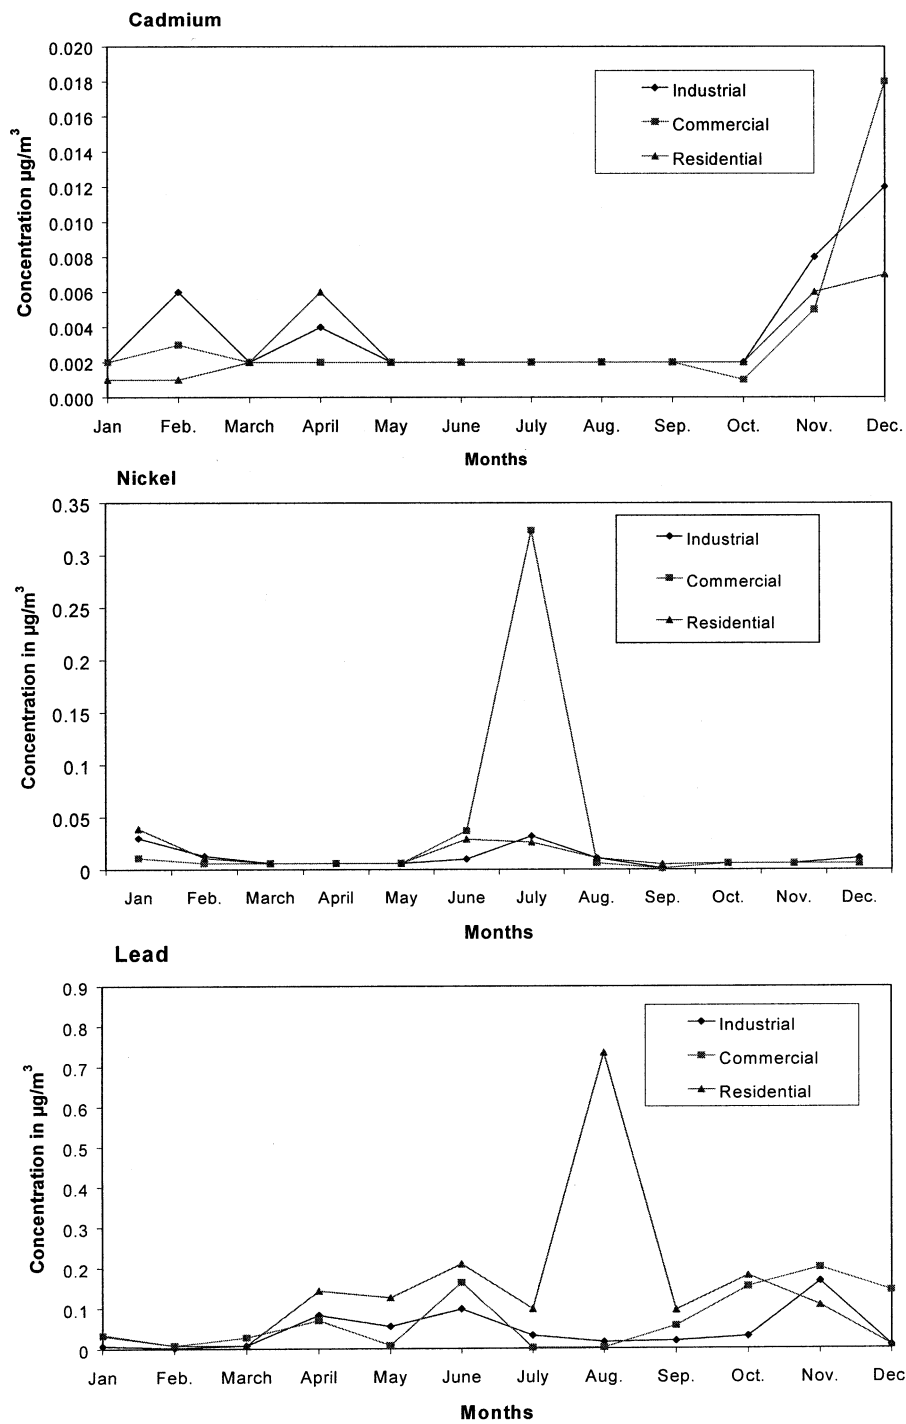 Cadmium
0.020
0.018
0.016
0.014
0.012
0.010
0.008
0.006
0.004
0.002
0.000
Concentration µg/m³
Industrial
Commercial
Residential
Jan Feb. March April May June July Aug. Sep. Oct. Nov. Dec.
Months
Nickel
0.35
0.3
0.25
0.2
0.15
0.1
0.05
0
Concentration in µg/m³
Industrial
Commercial
Residential
Jan Feb. March April May June July Aug. Sep. Oct. Nov. Dec.
Months
Lead
0.9
0.8
0.7
0.6
0.5
0.4
0.3
0.2
0.1
0
Concentration in µg/m³
Industrial
Commercial
Residential
Jan Feb. March April May June July Aug. Sep. Oct. Nov. Dec
Months